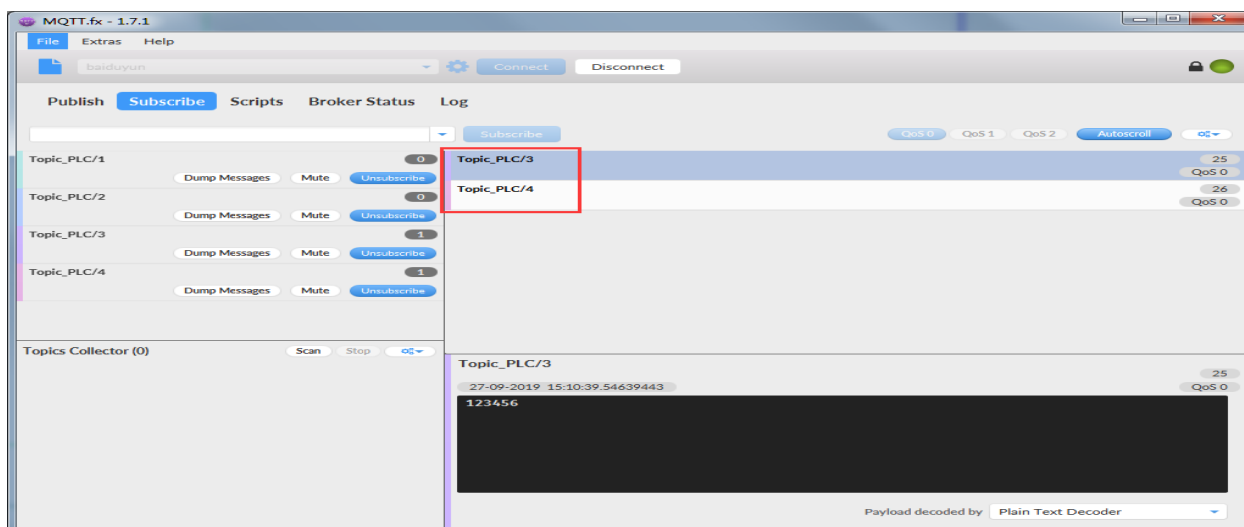 MQTT.fx - 1.7.1
File Extras Help
baiduyun Connect Disconnect
Publish Subscribe Scripts Broker Status Log
Subscribe QoS 0 QoS 1 QoS 2 Autoscroll
Topic_PLC/1 0
Dump Messages Mute Unsubscribe
Topic_PLC/2 0
Dump Messages Mute Unsubscribe
Topic_PLC/3 1
Dump Messages Mute Unsubscribe
Topic_PLC/4 1
Dump Messages Mute Unsubscribe
Topic_PLC/3 25
QoS 0
Topic_PLC/4 26
QoS 0
Topics Collector (0) Scan Stop
Topic_PLC/3 25
27-09-2019 15:10:39.54639443 QoS 0
123456
Payload decoded by Plain Text Decoder